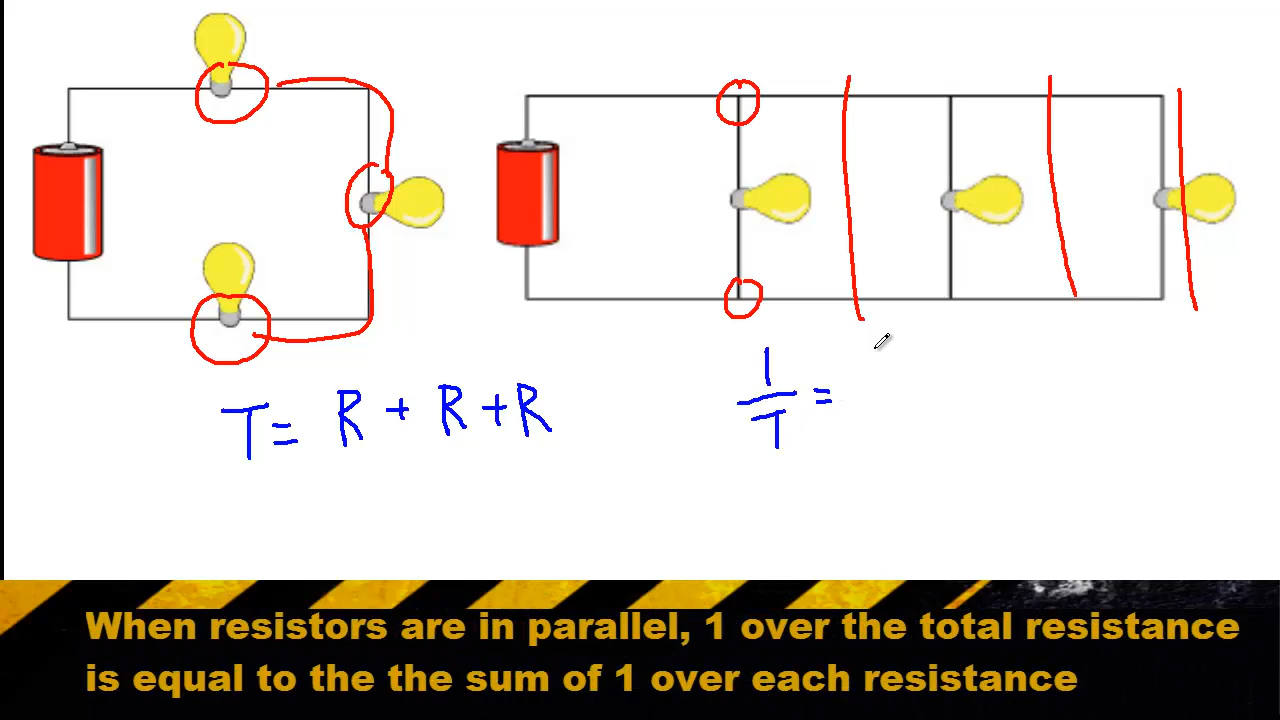 T = R + R + R
1/T =
When resistors are in parallel, 1 over the total resistance
is equal to the the sum of 1 over each resistance